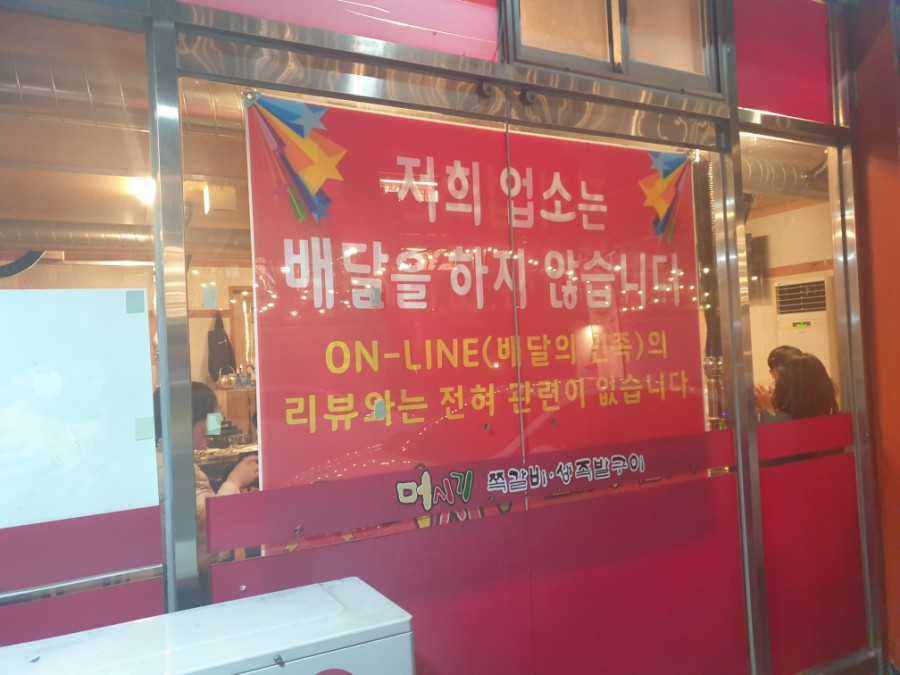 저희 업소는
배달을 하지 않습니다
ON-LINE(배달의 민족)의
리뷰와는 전혀 관련이 없습니다
머시기 쪽갈비·생족발구이